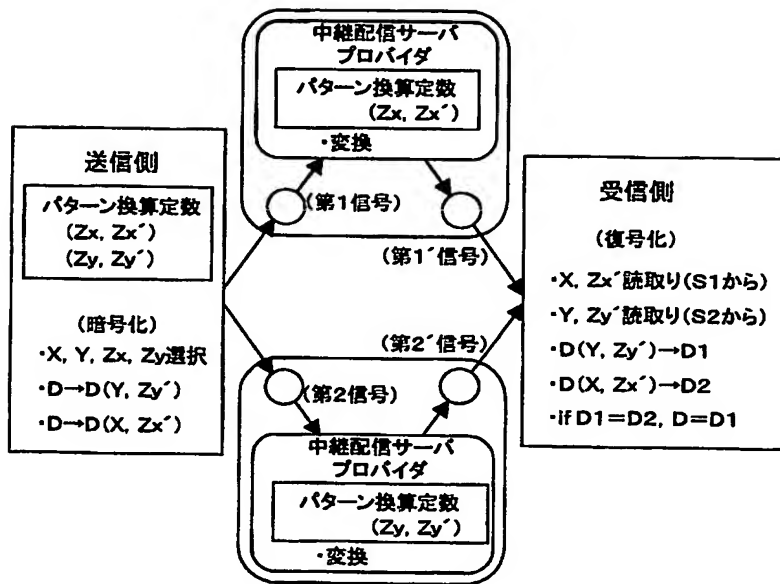 中継配信サーバ
プロバイダ
パターン換算定数
(Zx, Zx´)
・変換
(第1信号)
(第1´信号)
送信側
パターン換算定数
(Zx, Zx´)
(Zy, Zy´)
(暗号化)
・X, Y, Zx, Zy選択
・D→D(Y, Zy´)
・D→D(X, Zx´)
受信側
(復号化)
・X, Zx´読取り(S1から)
・Y, Zy´読取り(S2から)
・D(Y, Zy´)→D1
・D(X, Zx´)→D2
・if D1=D2, D=D1
(第2´信号)
(第2信号)
中継配信サーバ
プロバイダ
パターン換算定数
(Zy, Zy´)
・変換